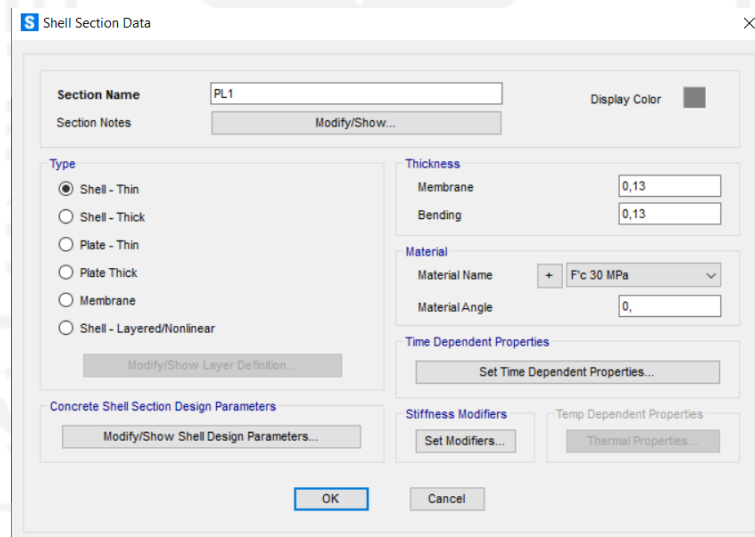 S Shell Section Data
Section Name PL1 Display Color
Section Notes Modify/Show...
Type
Shell - Thin
Shell - Thick
Plate - Thin
Plate Thick
Membrane
Shell - Layered/Nonlinear
Modify/Show Layer Definition...
Concrete Shell Section Design Parameters
Modify/Show Shell Design Parameters...
Thickness
Membrane 0,13
Bending 0,13
Material
Material Name + F'c 30 MPa
Material Angle 0,
Time Dependent Properties
Set Time Dependent Properties...
Stiffness Modifiers
Set Modifiers...
Temp Dependent Properties
Thermal Properties...
OK Cancel